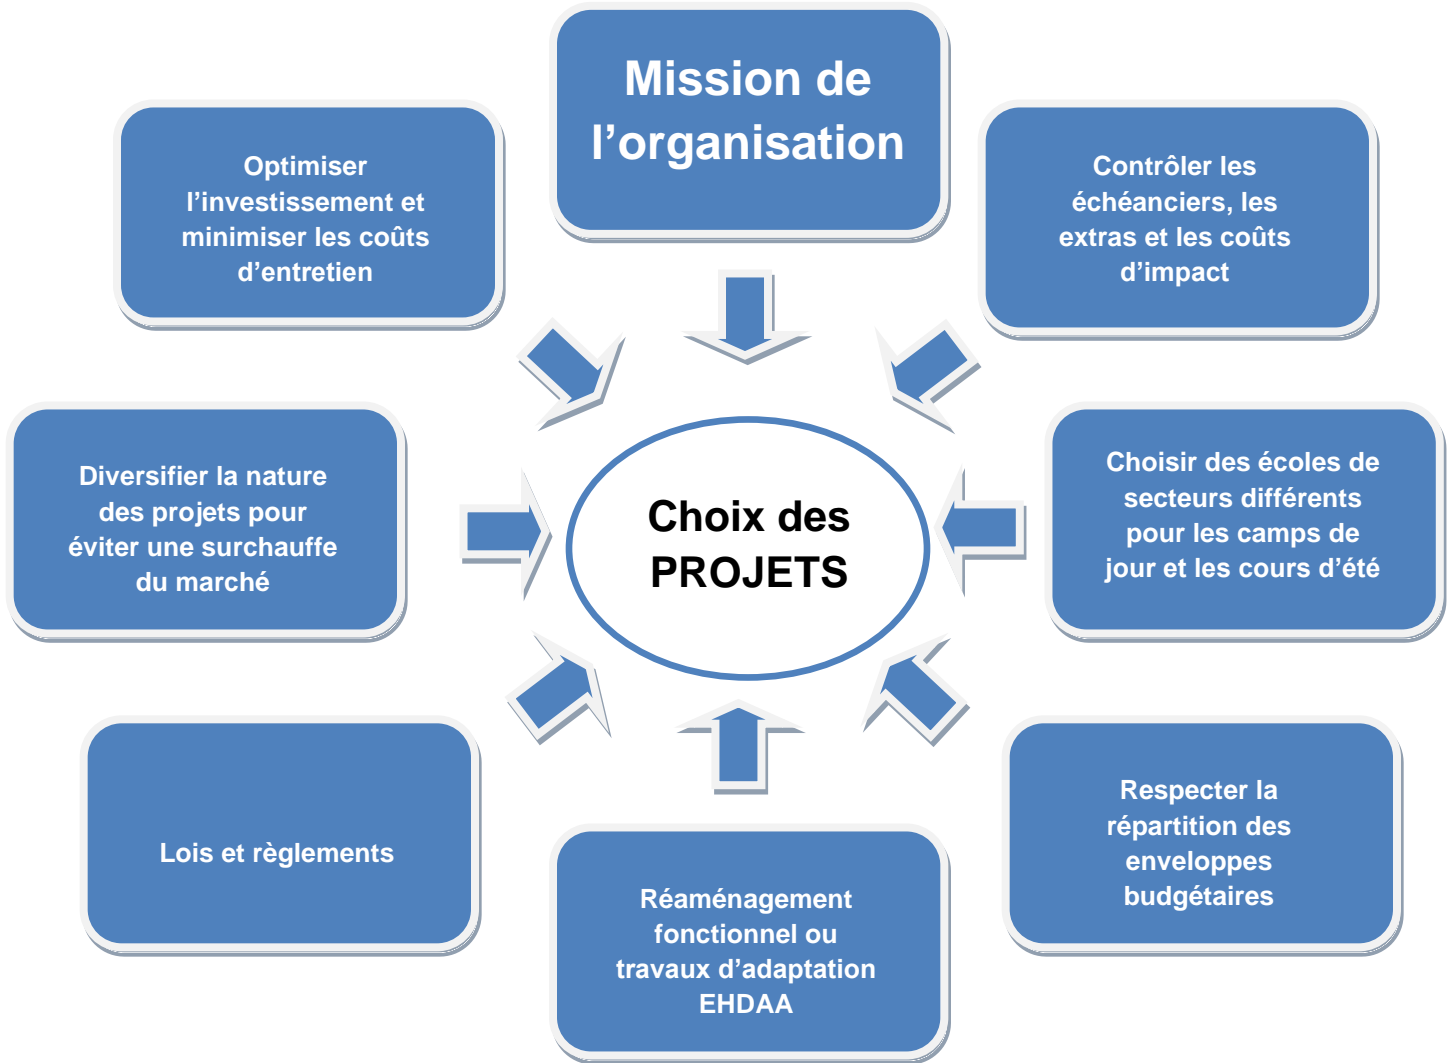 Mission de
l’organisation
Optimiser
l’investissement et
minimiser les coûts
d’entretien
Contrôler les
échéanciers, les
extras et les coûts
d’impact
Diversifier la nature
des projets pour
éviter une surchauffe
du marché
Choix des
PROJETS
Choisir des écoles de
secteurs différents
pour les camps de
jour et les cours d’été
Lois et règlements
Réaménagement
fonctionnel ou
travaux d’adaptation
EHDAA
Respecter la
répartition des
enveloppes
budgétaires